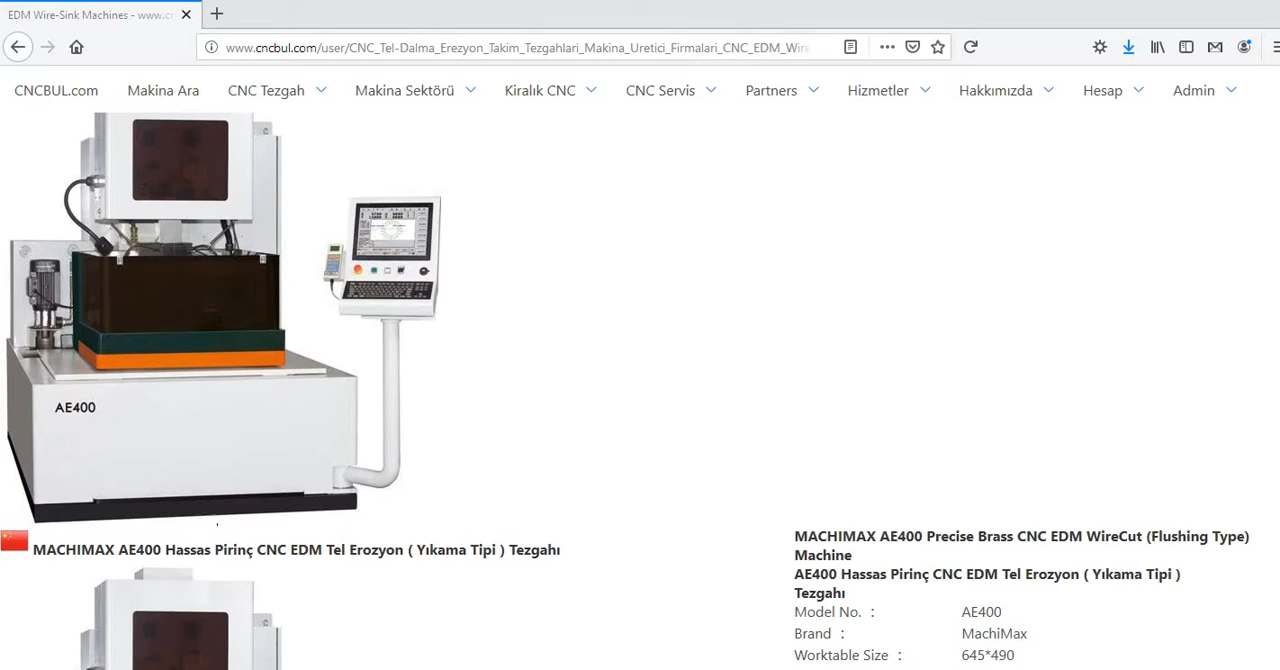 EDM Wire-Sink Machines - www.cn
www.cncbul.com/user/CNC_Tel-Dalma_Erezyon_Takim_Tezgahlari_Makina_Uretici_Firmalari_CNC_EDM_Wire
CNCBUL.com Makina Ara CNC Tezgah Makina Sektörü Kiralık CNC CNC Servis Partners Hizmetler Hakkımızda Hesap Admin
AE400
MACHIMAX AE400 Hassas Pirinç CNC EDM Tel Erozyon ( Yıkama Tipi ) Tezgahı
MACHIMAX AE400 Precise Brass CNC EDM WireCut (Flushing Type)
Machine
AE400 Hassas Pirinç CNC EDM Tel Erozyon ( Yıkama Tipi )
Tezgahı
Model No. : AE400
Brand : MachiMax
Worktable Size : 645*490